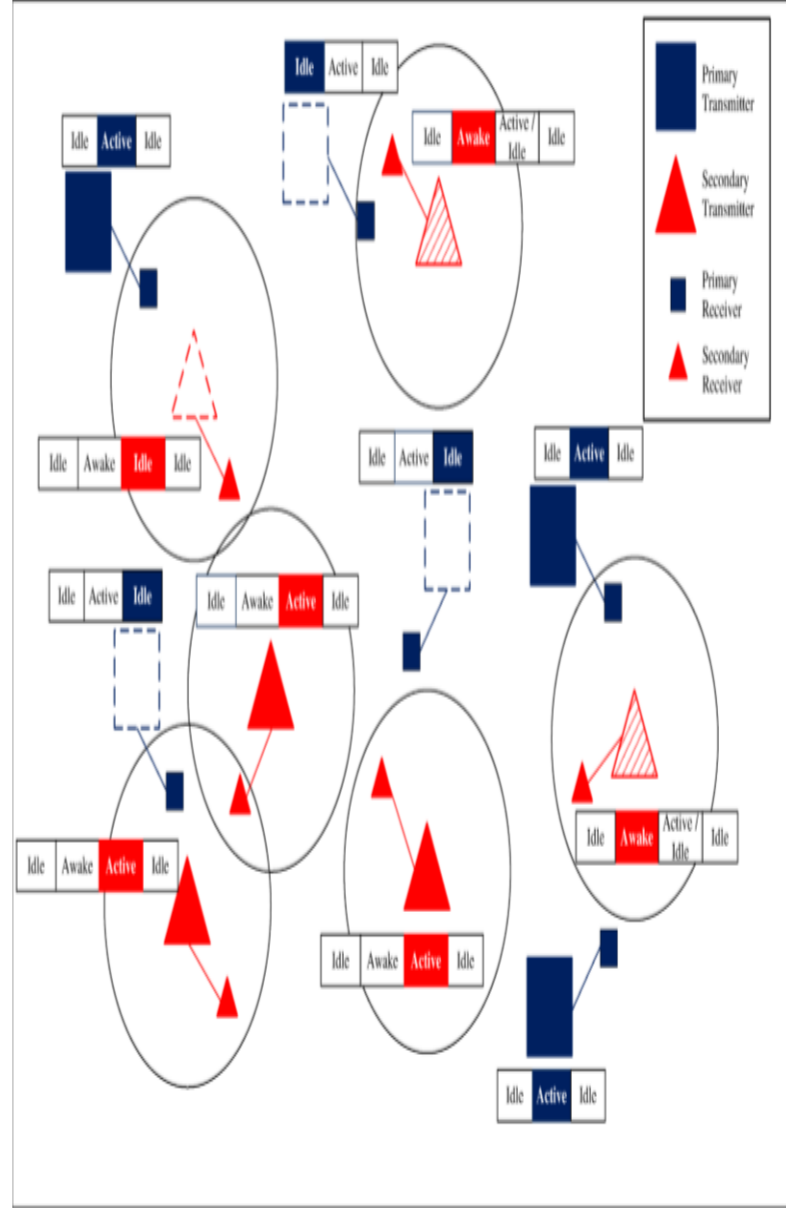 Idle Active Idle
Idle Awake Active / Idle Idle
Idle Active Idle
Primary Transmitter
Secondary Transmitter
Primary Receiver
Secondary Receiver
Idle Awake Idle Idle
Idle Active Idle
Idle Active Idle
Idle Active Idle
Idle Awake Active Idle
Idle Awake Active / Idle Idle
Idle Awake Active Idle
Idle Awake Active Idle
Idle Active Idle